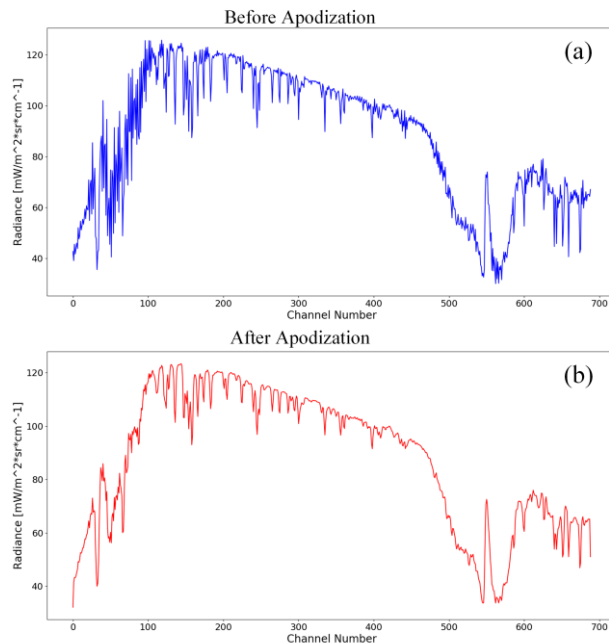 Before Apodization
(a)
120
100
80
60
40
Radiance [mW/m^2*sr*cm^-1]
0 100 200 300 400 500 600 700
Channel Number
After Apodization
(b)
120
100
80
60
40
Radiance [mW/m^2*sr*cm^-1]
0 100 200 300 400 500 600 700
Channel Number